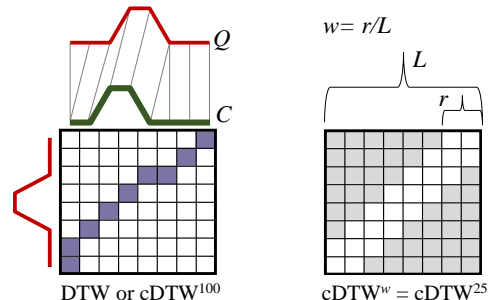 Q
C
DTW or cDTW¹⁰⁰
w= r/L
L
r
cDTWʷ = cDTW²⁵